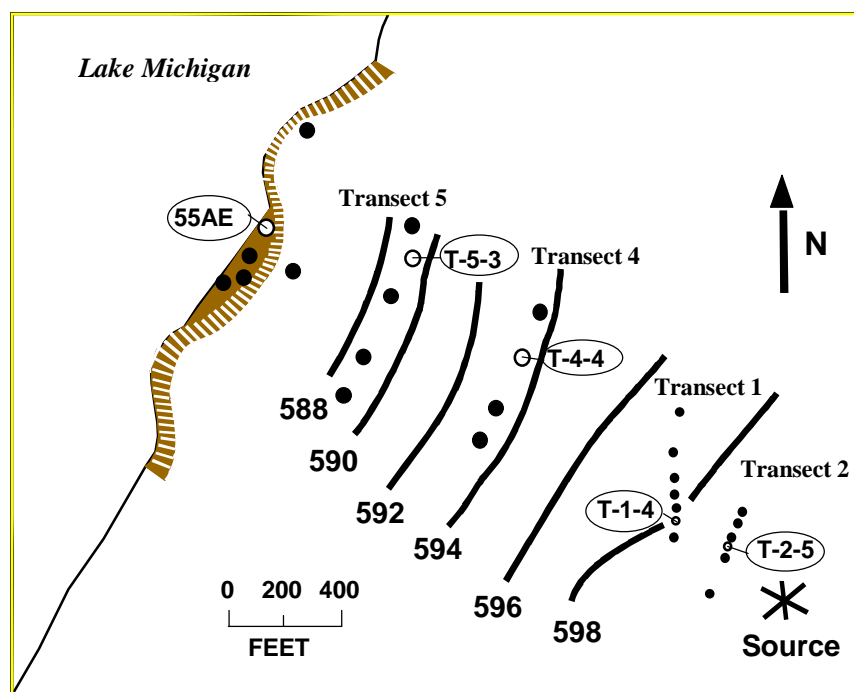 Lake Michigan
Transect 5
55AE
N
T-5-3
Transect 4
T-4-4
588
Transect 1
590
Transect 2
592
T-1-4
594
T-2-5
0 200 400
596
598
FEET
Source